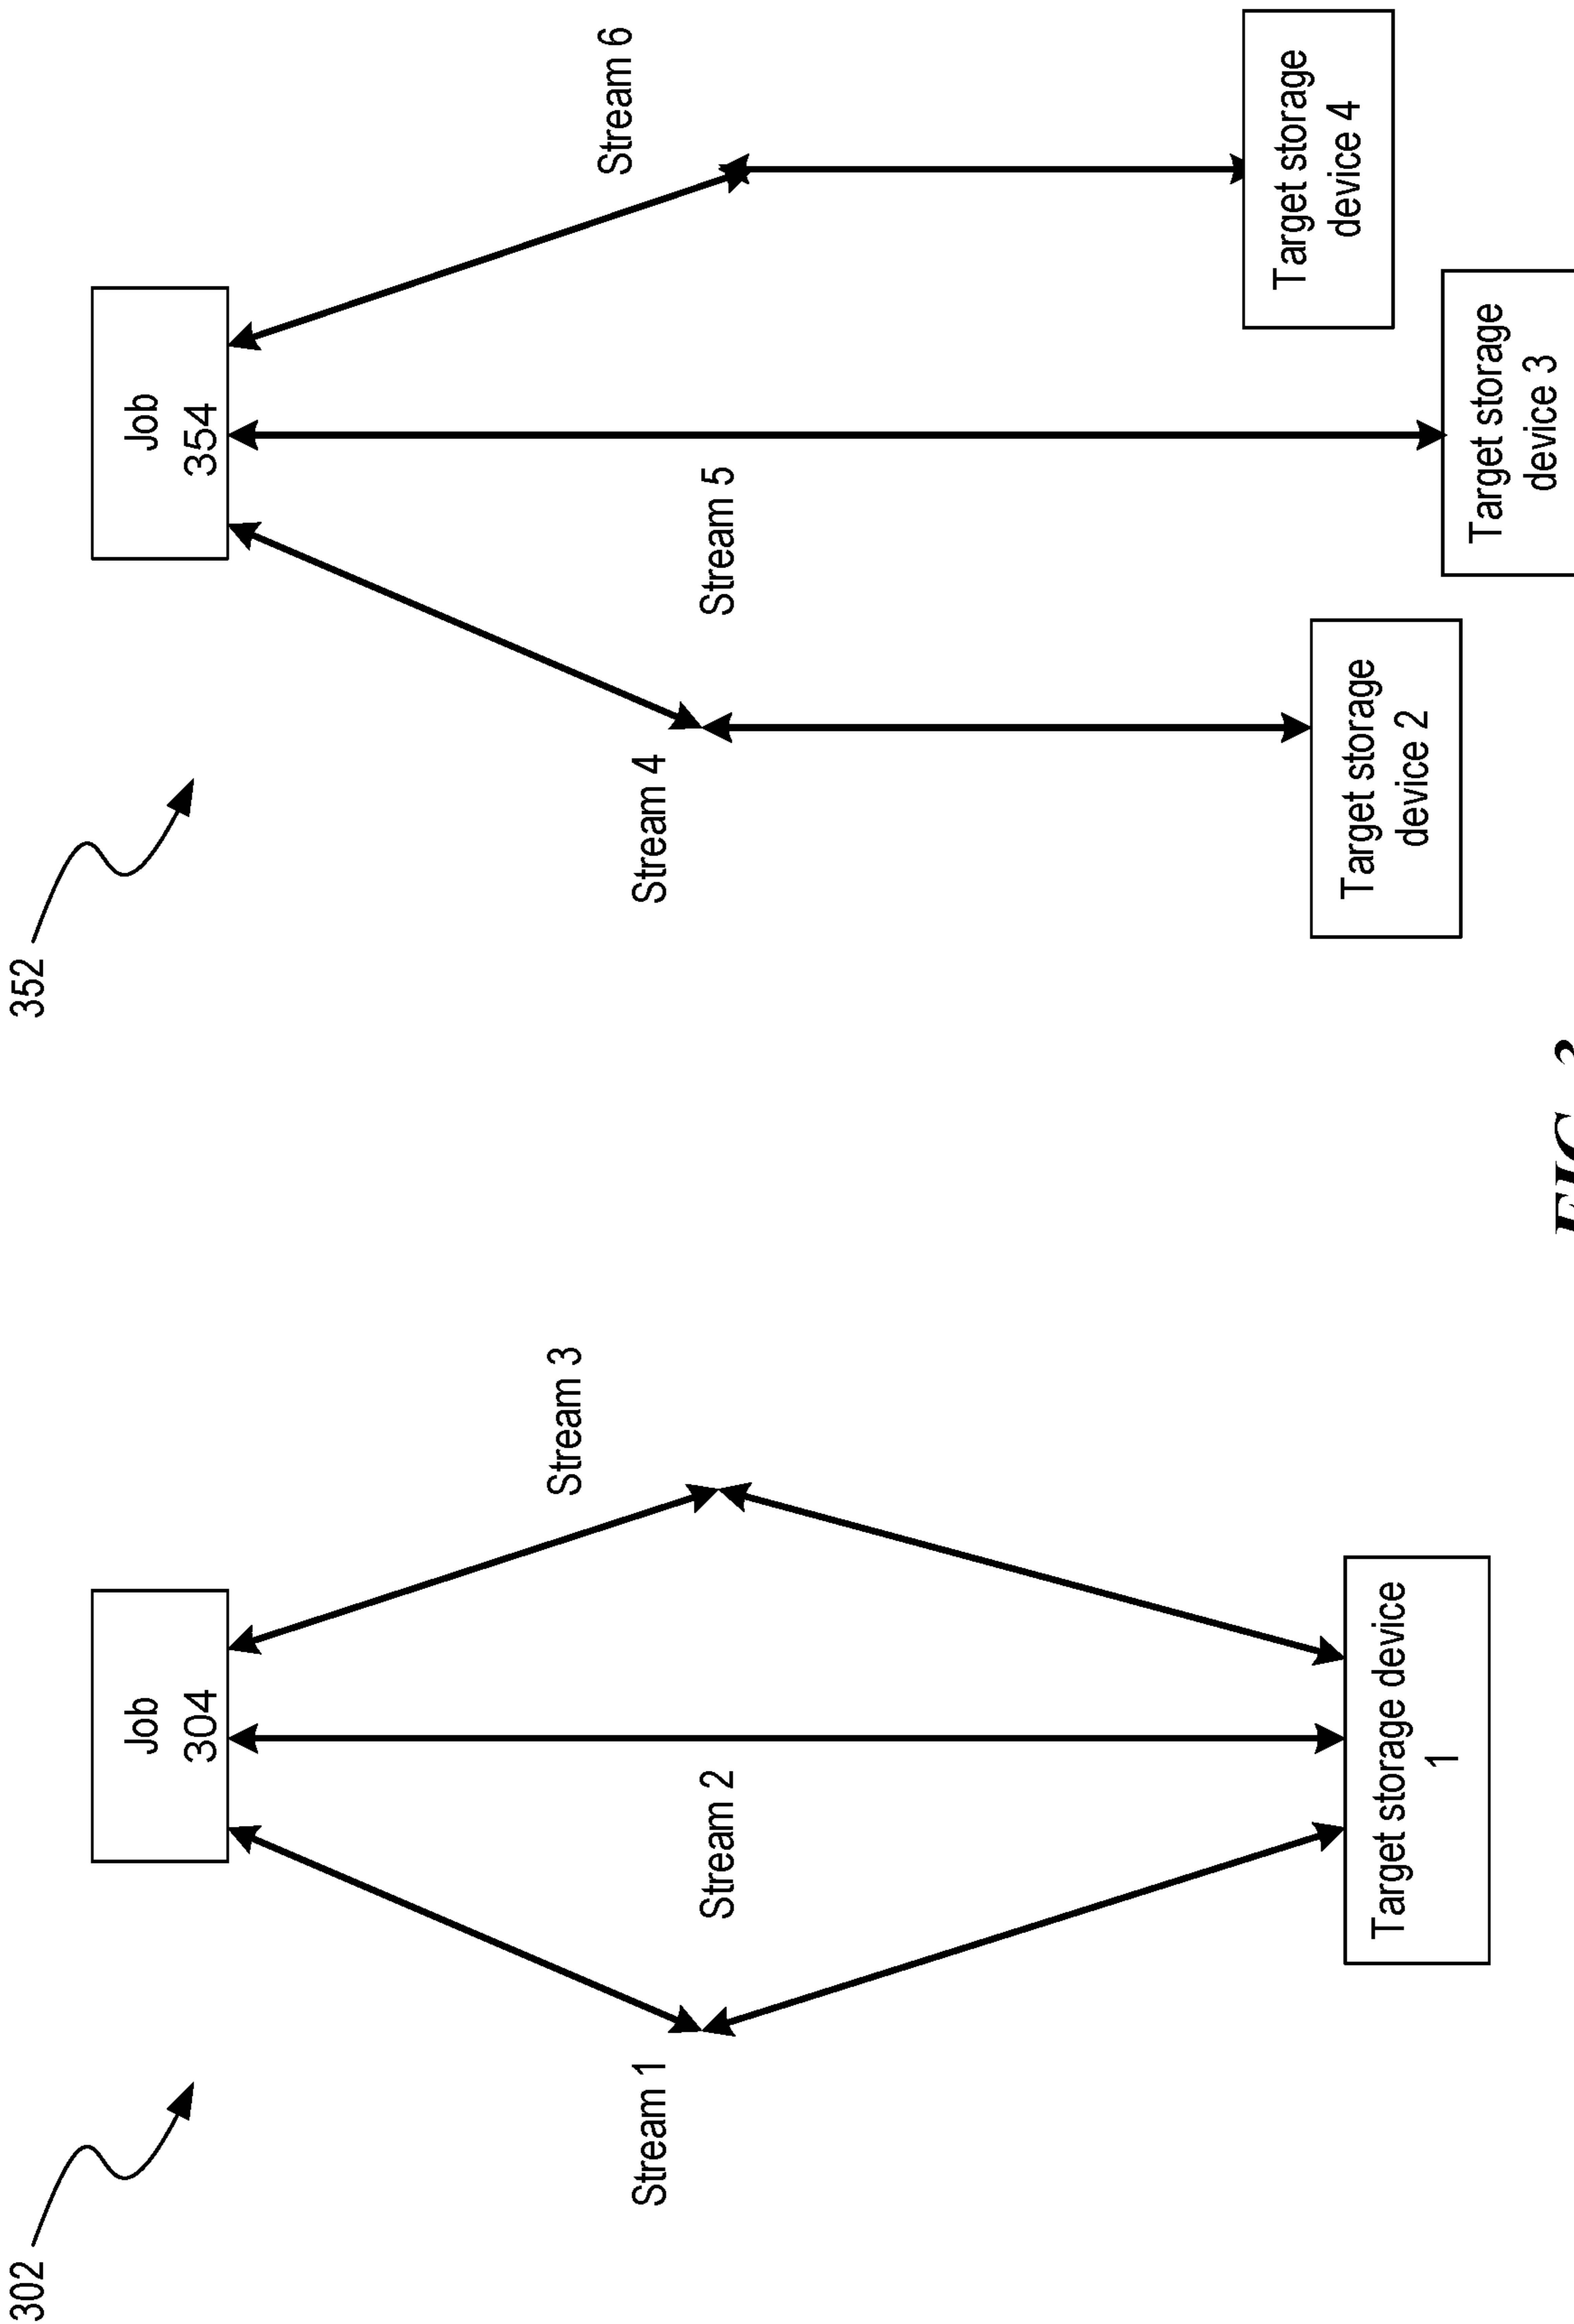 302
Job
304
Stream 1
Stream 2
Stream 3
Target storage device
1
352
Job
354
Stream 4
Stream 5
Stream 6
Target storage
device 2
Target storage
device 3
Target storage
device 4
FIG.